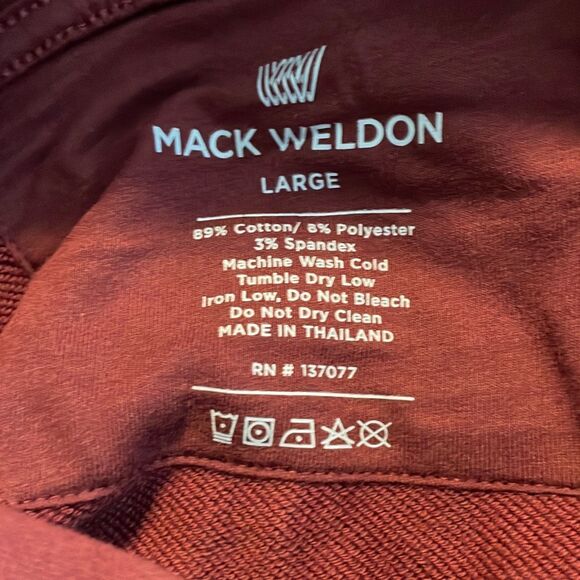 MACK WELDON
LARGE
89% Cotton/ 8% Polyester
3% Spandex
Machine Wash Cold
Tumble Dry Low
Iron Low, Do Not Bleach
Do Not Dry Clean
MADE IN THAILAND
RN # 137077